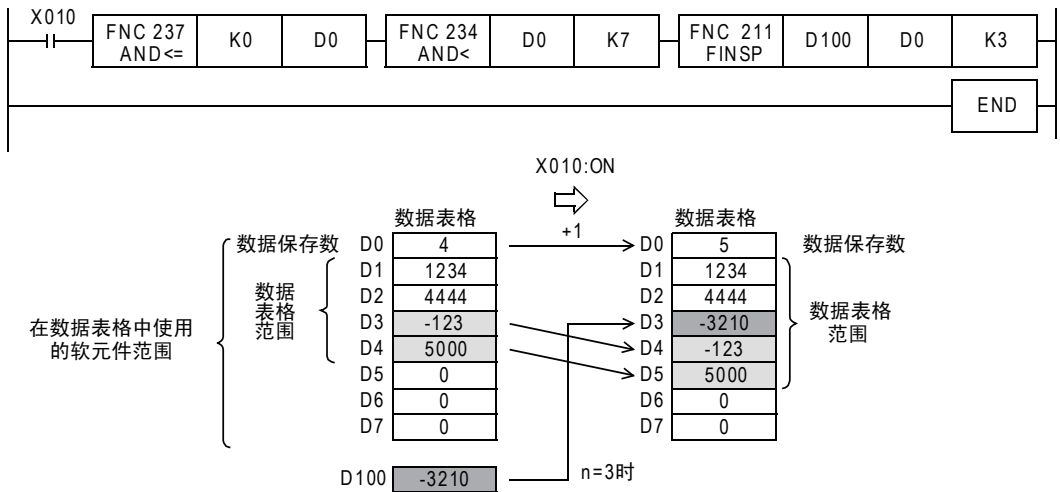 X010
FNC 237 AND<= K0 D0 FNC 234 AND< D0 K7 FNC 211 FINSP D100 D0 K3
END
X010:ON
数据表格 数据表格
+1
数据保存数 D0 4 D0 5 数据保存数
D1 1234 D1 1234
D2 4444 D2 4444
D3 -123 D3 -3210
D4 5000 D4 -123
D5 0 D5 5000
D6 0 D6 0
D7 0 D7 0
在数据表格中使用
的软元件范围
数据
表格
范围
数据表格
范围
D100 -3210 n=3时